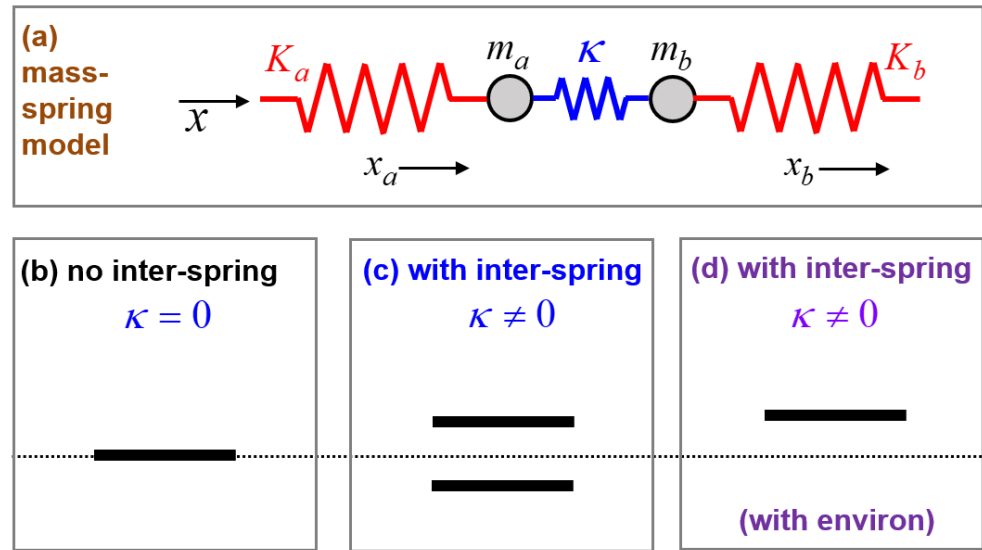 (a)
mass-
spring
model
x
K_a
m_a
κ
m_b
K_b
x_a
x_b
(b) no inter-spring
κ = 0
(c) with inter-spring
κ ≠ 0
(d) with inter-spring
κ ≠ 0
(with environ)